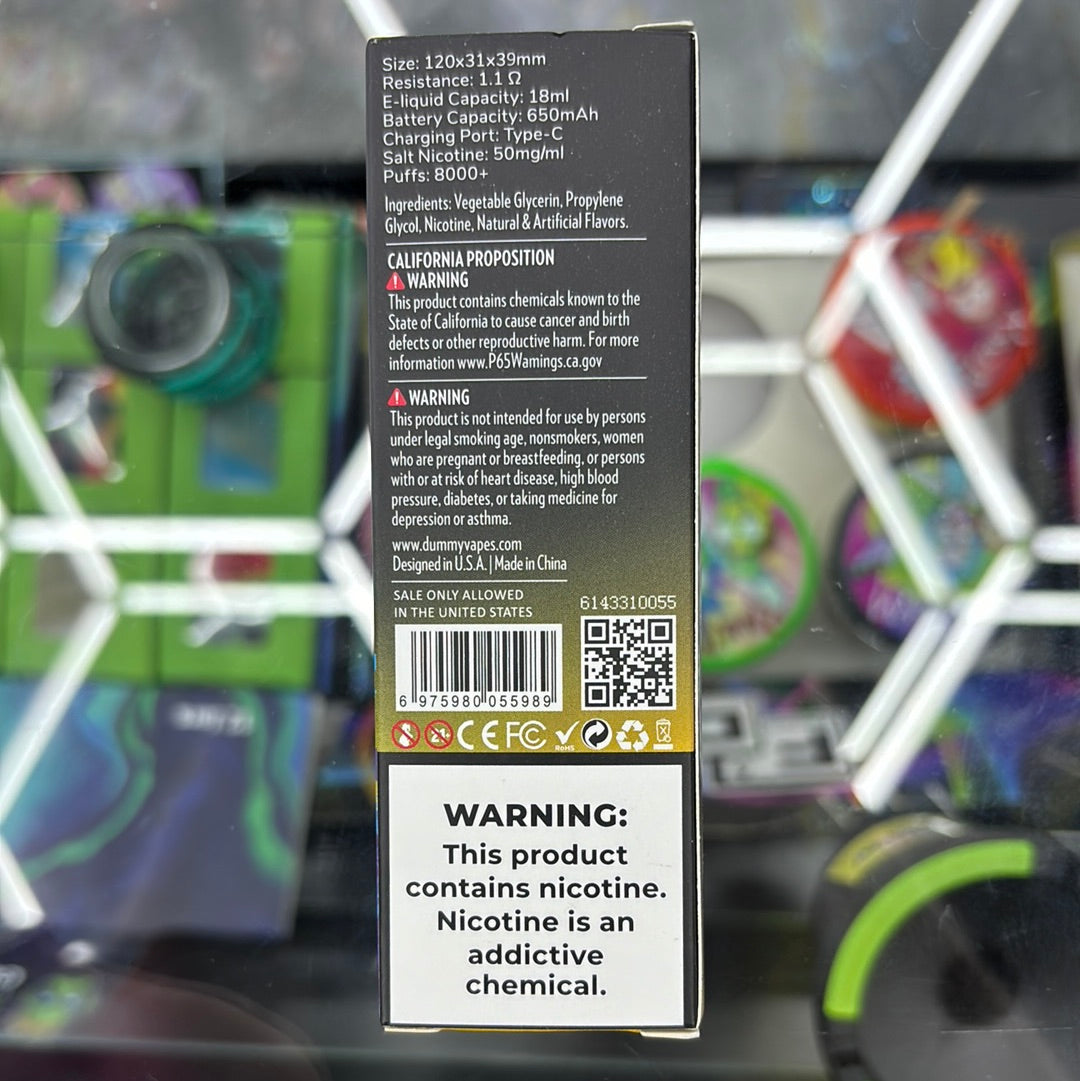 Size: 120x31x39mm
Resistance: 1.1 Ω
E-liquid Capacity: 18ml
Battery Capacity: 650mAh
Charging Port: Type-C
Salt Nicotine: 50mg/ml
Puffs: 8000+
Ingredients: Vegetable Glycerin, Propylene
Glycol, Nicotine, Natural & Artificial Flavors.
CALIFORNIA PROPOSITION
WARNING
This product contains chemicals known to the
State of California to cause cancer and birth
defects or other reproductive harm. For more
information www.P65Wamings.ca.gov
WARNING
This product is not intended for use by persons
under legal smoking age, nonsmokers, women
who are pregnant or breastfeeding, or persons
with or at risk of heart disease, high blood
pressure, diabetes, or taking medicine for
depression or asthma.
www.dummyvapes.com
Designed in U.S.A. | Made in China
SALE ONLY ALLOWED
IN THE UNITED STATES
6143310055
6 975980 055989
21+ CE FC RoHS
WARNING:
This product
contains nicotine.
Nicotine is an
addictive
chemical.